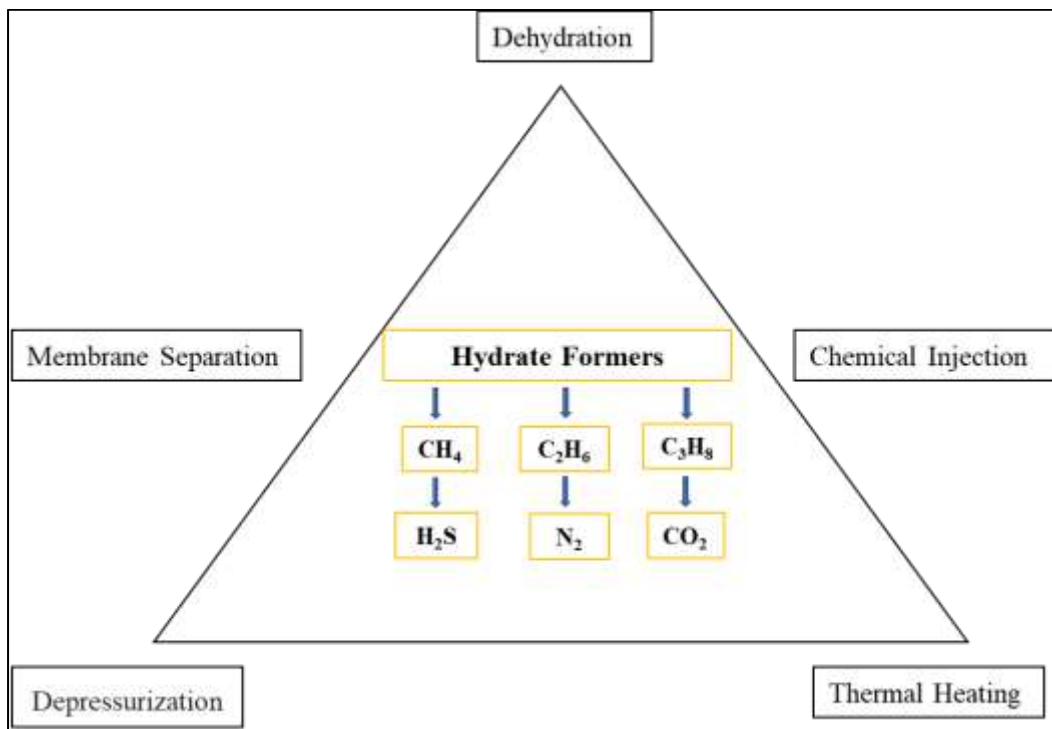 Dehydration
Membrane Separation
Hydrate Formers
Chemical Injection
CH₄
C₂H₆
C₃H₈
H₂S
N₂
CO₂
Depressurization
Thermal Heating